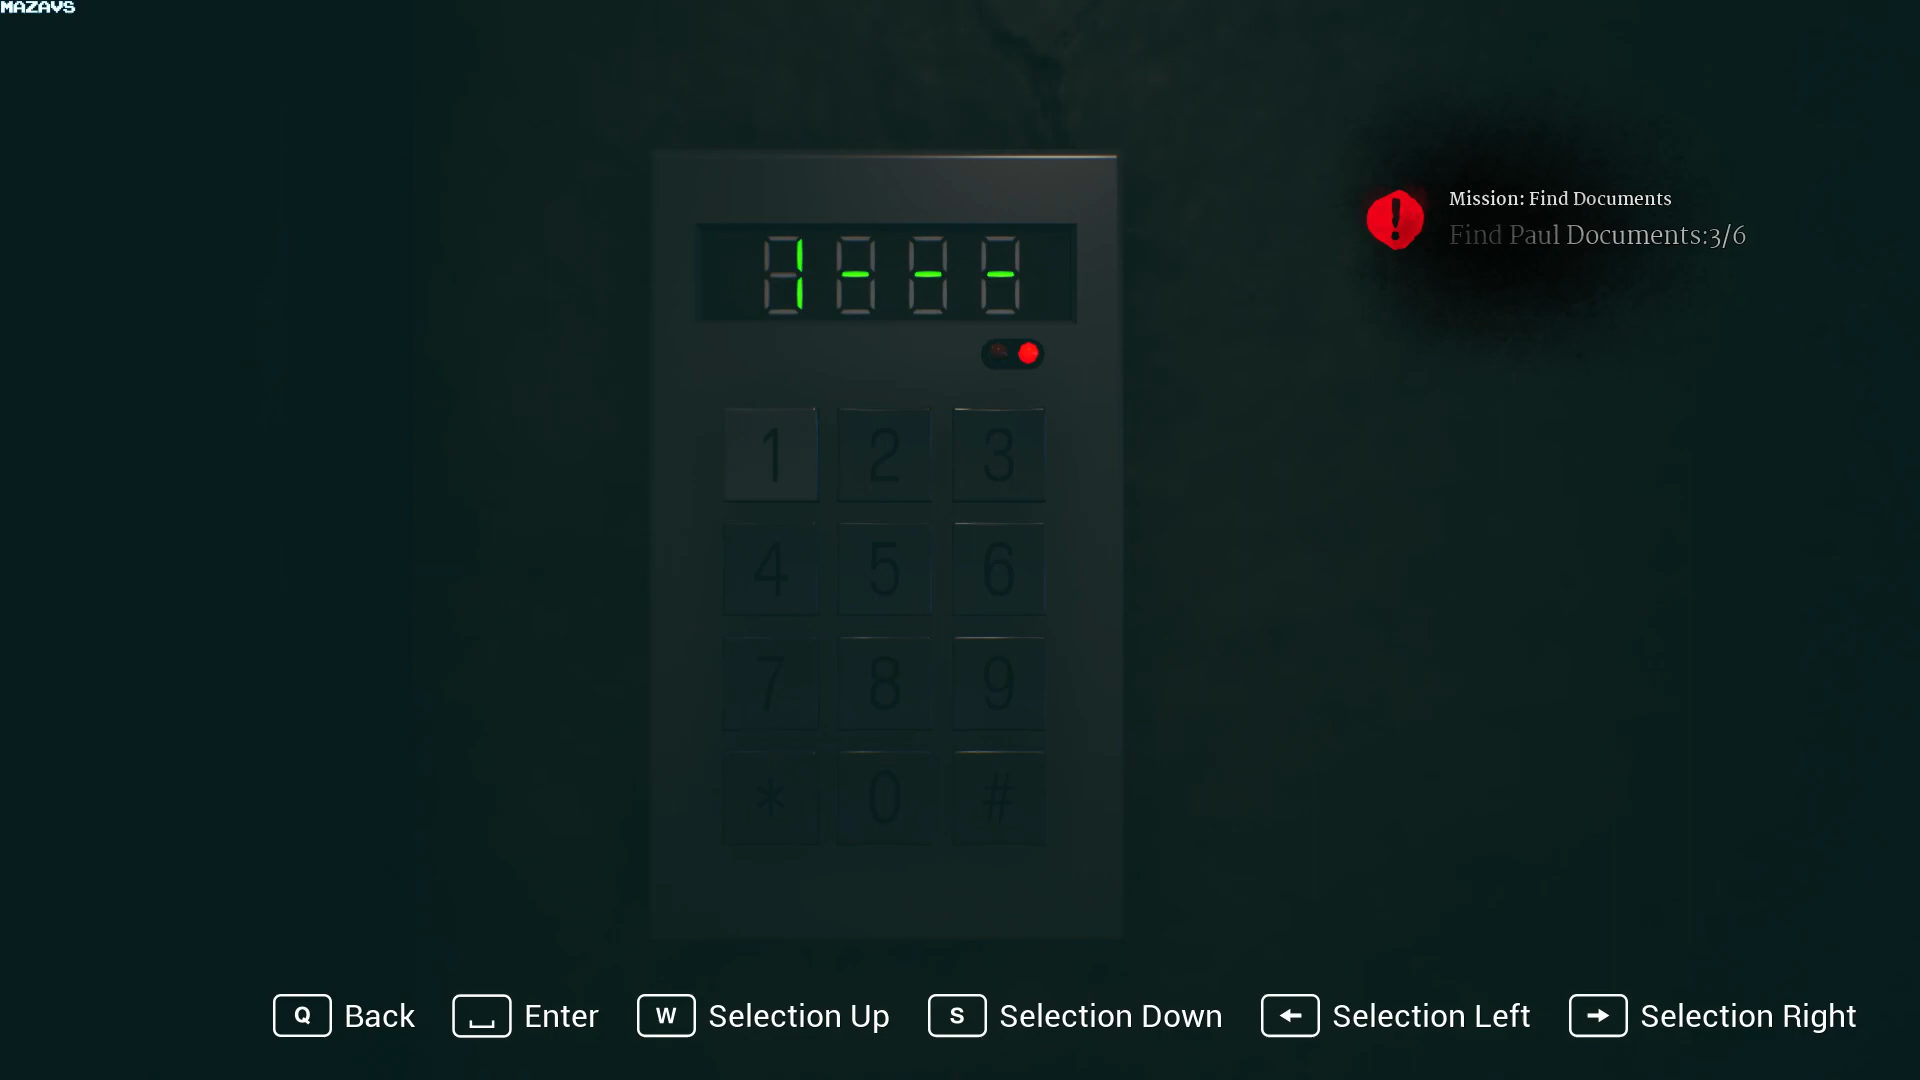 MAZAVS
Mission: Find Documents
Find Paul Documents:3/6
1---
1 2 3
4 5 6
7 8 9
* 0 #
Q Back Enter W Selection Up S Selection Down ← Selection Left → Selection Right